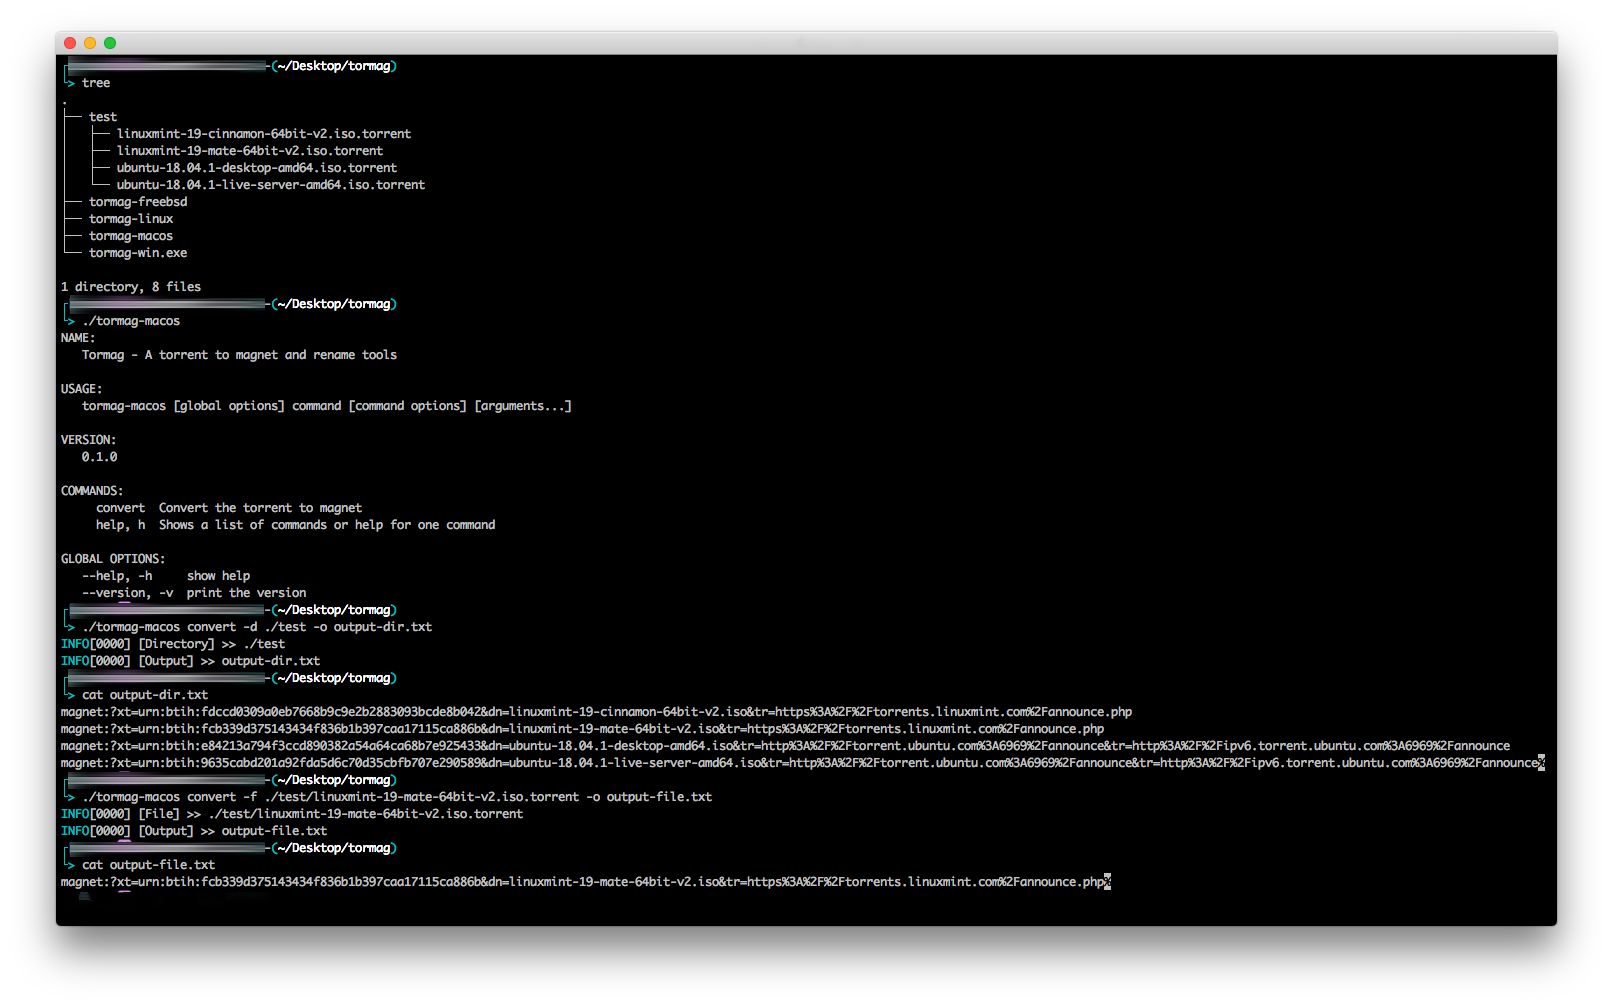 (~/Desktop/tormag)
> tree
.
├── test
│   ├── linuxmint-19-cinnamon-64bit-v2.iso.torrent
│   ├── linuxmint-19-mate-64bit-v2.iso.torrent
│   ├── ubuntu-18.04.1-desktop-amd64.iso.torrent
│   └── ubuntu-18.04.1-live-server-amd64.iso.torrent
├── tormag-freebsd
├── tormag-linux
├── tormag-macos
└── tormag-win.exe
1 directory, 8 files
(~/Desktop/tormag)
> ./tormag-macos
NAME:
Tormag - A torrent to magnet and rename tools
USAGE:
tormag-macos [global options] command [command options] [arguments...]
VERSION:
0.1.0
COMMANDS:
convert  Convert the torrent to magnet
help, h  Shows a list of commands or help for one command
GLOBAL OPTIONS:
--help, -h     show help
--version, -v  print the version
(~/Desktop/tormag)
> ./tormag-macos convert -d ./test -o output-dir.txt
INFO[0000] [Directory] >> ./test
INFO[0000] [Output] >> output-dir.txt
(~/Desktop/tormag)
> cat output-dir.txt
magnet:?xt=urn:btih:fdccd0309a0eb7668b9c9e2b2883093bcde8b042&dn=linuxmint-19-cinnamon-64bit-v2.iso&tr=https%3A%2F%2Ftorrents.linuxmint.com%2Fannounce.php
magnet:?xt=urn:btih:fcb339d375143434f836b1b397caa17115ca886b&dn=linuxmint-19-mate-64bit-v2.iso&tr=https%3A%2F%2Ftorrents.linuxmint.com%2Fannounce.php
magnet:?xt=urn:btih:e84213a794f3ccd890382a54a64ca68b7e925433&dn=ubuntu-18.04.1-desktop-amd64.iso&tr=http%3A%2F%2Ftorrent.ubuntu.com%3A6969%2Fannounce&tr=http%3A%2F%2Fipv6.torrent.ubuntu.com%3A6969%2Fannounce
magnet:?xt=urn:btih:9635cabd201a92fda5d6c70d35cbfb707e290589&dn=ubuntu-18.04.1-live-server-amd64.iso&tr=http%3A%2F%2Ftorrent.ubuntu.com%3A6969%2Fannounce&tr=http%3A%2F%2Fipv6.torrent.ubuntu.com%3A6969%2Fannounce%
(~/Desktop/tormag)
> ./tormag-macos convert -f ./test/linuxmint-19-mate-64bit-v2.iso.torrent -o output-file.txt
INFO[0000] [File] >> ./test/linuxmint-19-mate-64bit-v2.iso.torrent
INFO[0000] [Output] >> output-file.txt
(~/Desktop/tormag)
> cat output-file.txt
magnet:?xt=urn:btih:fcb339d375143434f836b1b397caa17115ca886b&dn=linuxmint-19-mate-64bit-v2.iso&tr=https%3A%2F%2Ftorrents.linuxmint.com%2Fannounce.php%